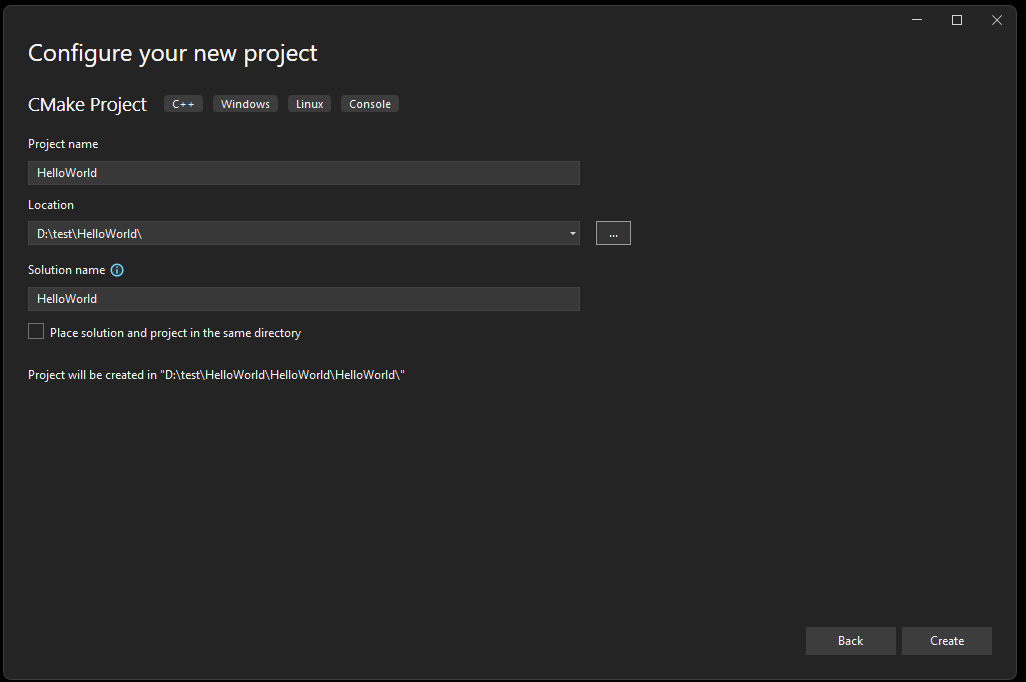 Configure your new project
CMake Project C++ Windows Linux Console
Project name
HelloWorld
Location
D:\test\HelloWorld\
...
Solution name
HelloWorld
Place solution and project in the same directory
Project will be created in "D:\test\HelloWorld\HelloWorld\HelloWorld\"
Back Create